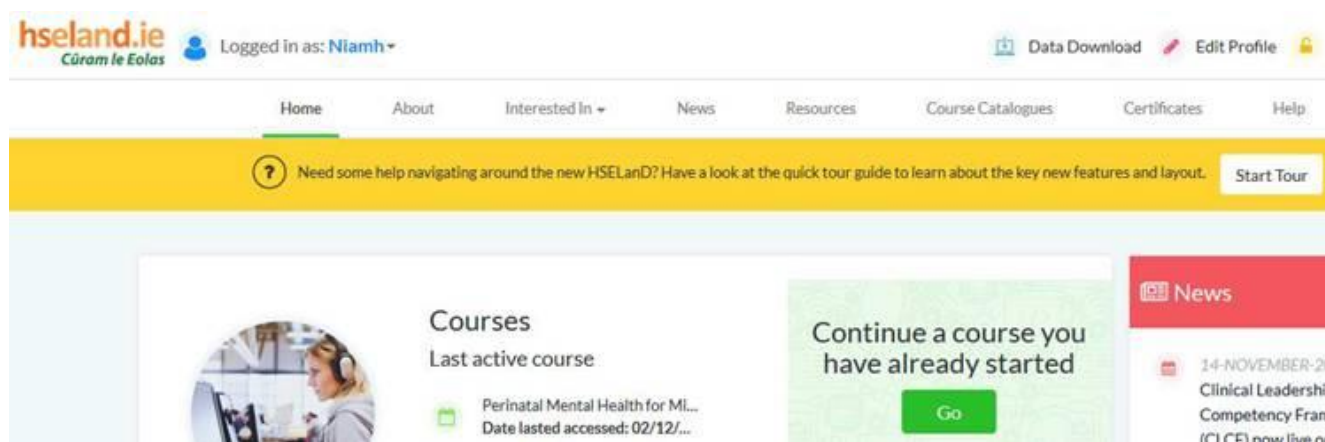 hseland.ie
Cúram le Eolas
Logged in as: Niamh
Data Download
Edit Profile
Home
About
Interested In
News
Resources
Course Catalogues
Certificates
Help
? Need some help navigating around the new HSELanD? Have a look at the quick tour guide to learn about the key new features and layout.
Start Tour
Courses
Last active course
Perinatal Mental Health for Mi...
Date lasted accessed: 02/12/...
Continue a course you
have already started
Go
News
14-NOVEMBER-2
Clinical Leadershi
Competency Fran
(CLCF) now live o